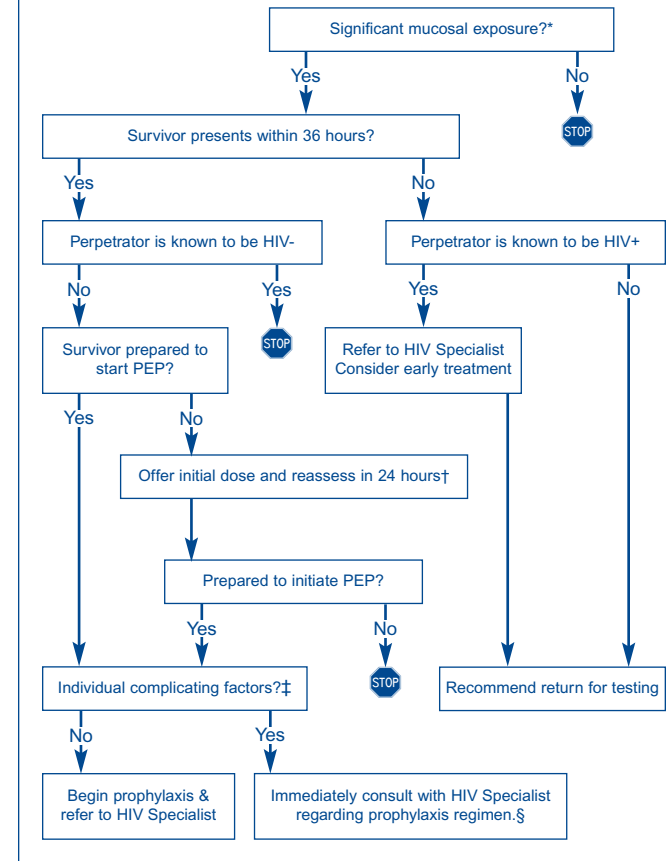 Significant mucosal exposure?*
Yes
No
STOP
Survivor presents within 36 hours?
Yes
No
Perpetrator is known to be HIV-
Perpetrator is known to be HIV+
No
Yes
Yes
No
STOP
Survivor prepared to
start PEP?
Refer to HIV Specialist
Consider early treatment
Yes
No
Offer initial dose and reassess in 24 hours†
Prepared to initiate PEP?
Yes
No
STOP
Individual complicating factors?‡
Recommend return for testing
No
Yes
Begin prophylaxis &
refer to HIV Specialist
Immediately consult with HIV Specialist
regarding prophylaxis regimen.§